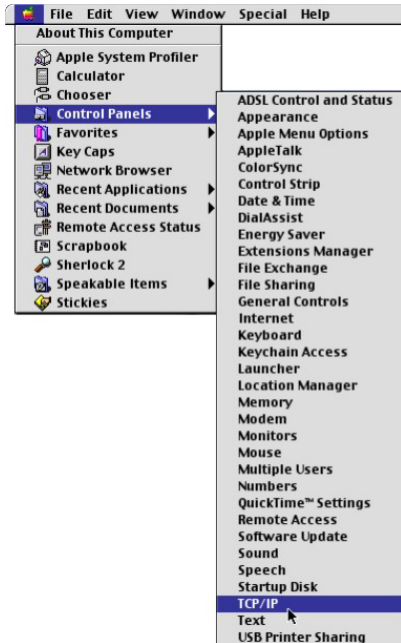 File Edit View Window Special Help
About This Computer
Apple System Profiler
Calculator
Chooser
Control Panels
Favorites
Key Caps
Network Browser
Recent Applications
Recent Documents
Remote Access Status
Scrapbook
Sherlock 2
Speakable Items
Stickies
ADSL Control and Status
Appearance
Apple Menu Options
AppleTalk
ColorSync
Control Strip
Date & Time
DialAssist
Energy Saver
Extensions Manager
File Exchange
File Sharing
General Controls
Internet
Keyboard
Keychain Access
Launcher
Location Manager
Memory
Modem
Monitors
Mouse
Multiple Users
Numbers
QuickTime™ Settings
Remote Access
Software Update
Sound
Speech
Startup Disk
TCP/IP
Text
USB Printer Sharing